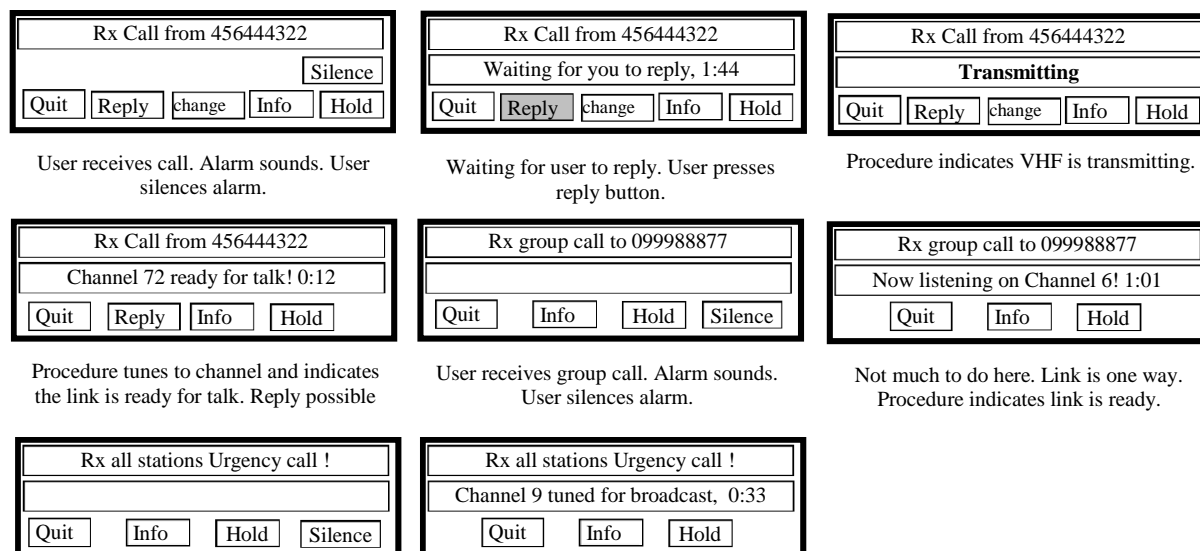 Rx Call from 456444322
Silence
Quit Reply change Info Hold
User receives call. Alarm sounds. User
silences alarm.
Rx Call from 456444322
Waiting for you to reply, 1:44
Quit Reply change Info Hold
Waiting for user to reply. User presses
reply button.
Rx Call from 456444322
Transmitting
Quit Reply change Info Hold
Procedure indicates VHF is transmitting.
Rx Call from 456444322
Channel 72 ready for talk! 0:12
Quit Reply Info Hold
Procedure tunes to channel and indicates
the link is ready for talk. Reply possible
Rx group call to 099988877
Quit Info Hold Silence
User receives group call. Alarm sounds.
User silences alarm.
Rx group call to 099988877
Now listening on Channel 6! 1:01
Quit Info Hold
Not much to do here. Link is one way.
Procedure indicates link is ready.
Rx all stations Urgency call !
Quit Info Hold Silence
Rx all stations Urgency call !
Channel 9 tuned for broadcast, 0:33
Quit Info Hold